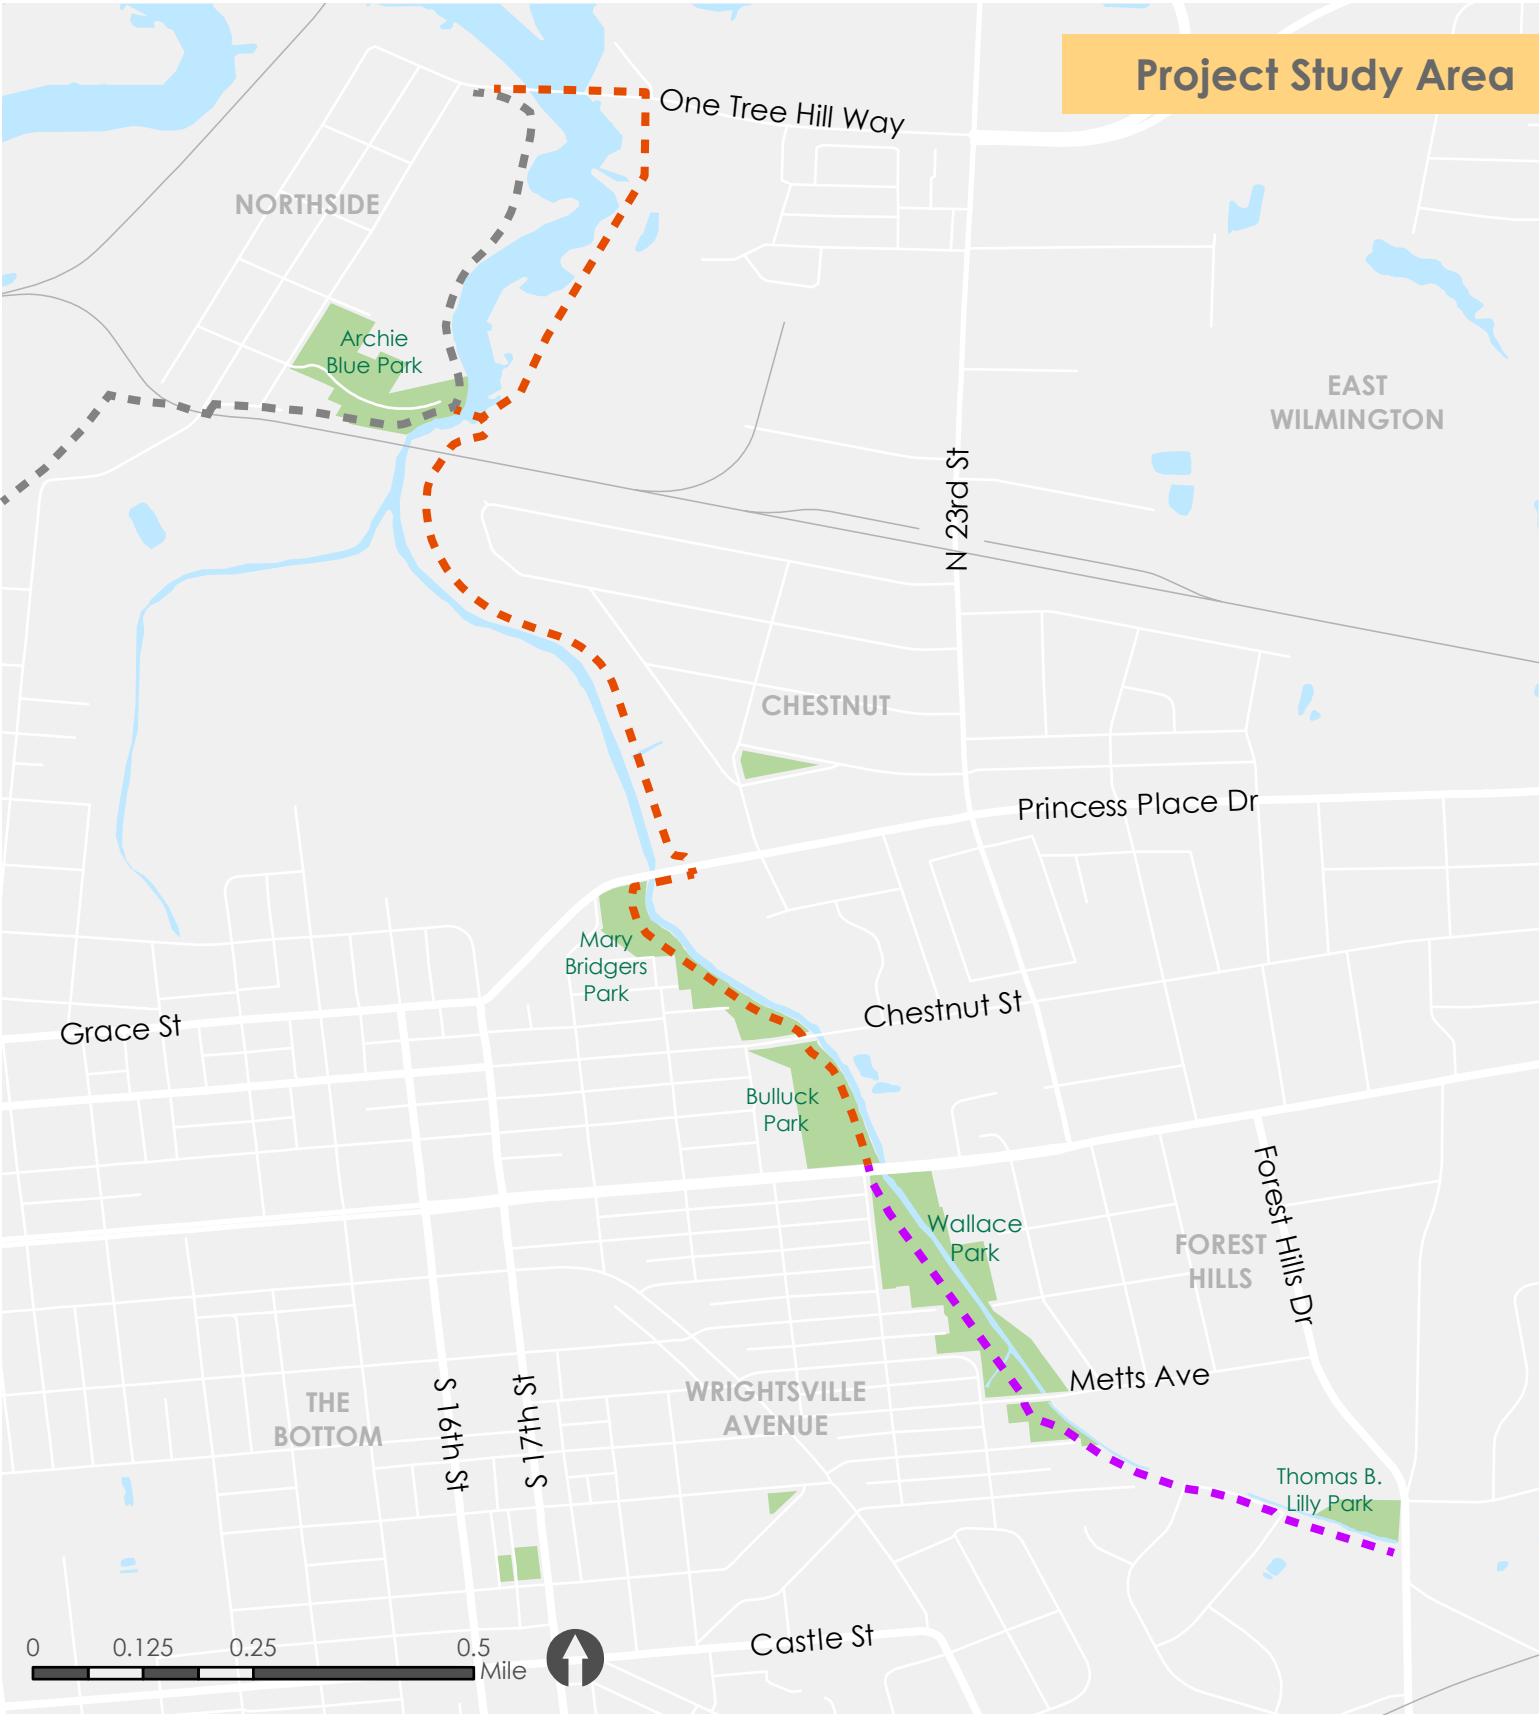 Project Study Area
One Tree Hill Way
NORTHSIDE
Archie
Blue Park
EAST
WILMINGTON
N 23rd St
CHESTNUT
Princess Place Dr
Mary
Bridgers
Park
Chestnut St
Grace St
Bulluck
Park
Forest Hills Dr
Wallace
Park
FOREST
HILLS
Metts Ave
S 16th St
S 17th St
THE
BOTTOM
WRIGHTSVILLE
AVENUE
Thomas B.
Lilly Park
Castle St
0 0.125 0.25 0.5
Mile